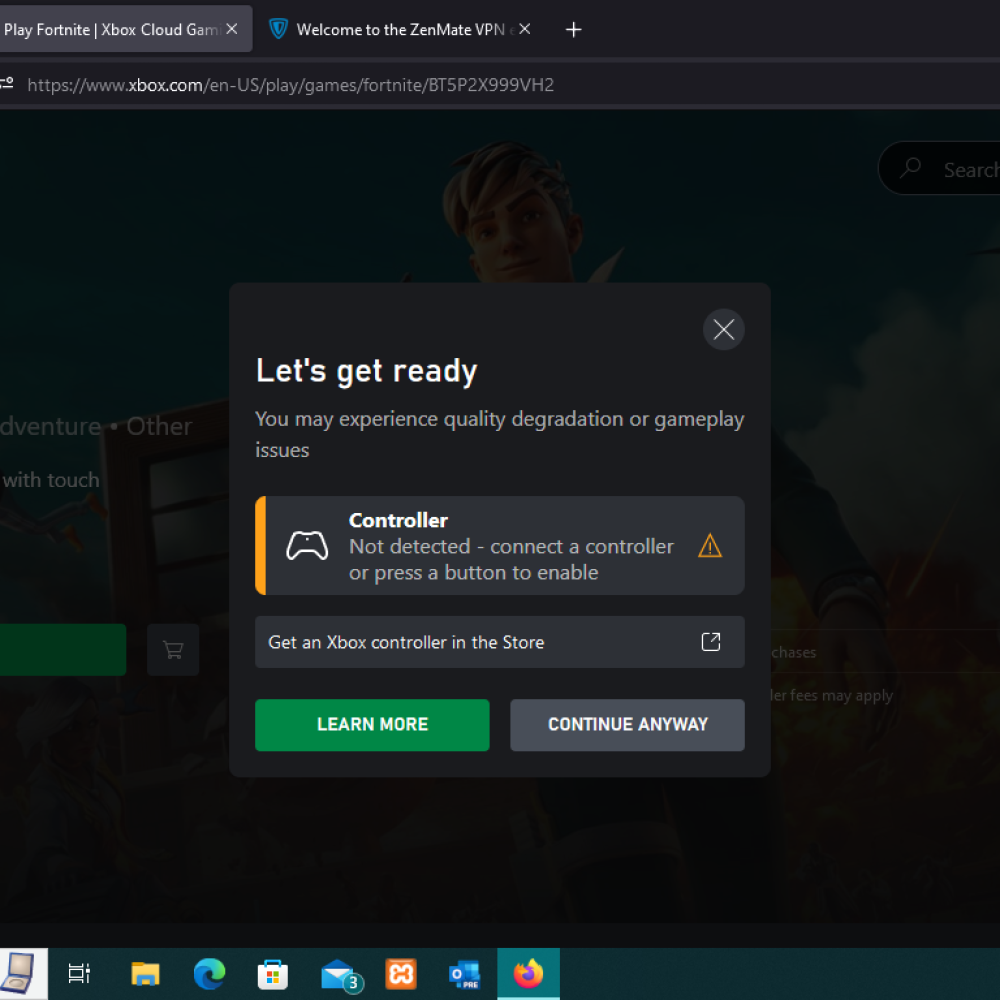 Play Fortnite | Xbox Cloud Gami
Welcome to the ZenMate VPN e
https://www.xbox.com/en-US/play/games/fortnite/BT5P2X999VH2
Search
Let's get ready
You may experience quality degradation or gameplay
issues
dventure • Other
with touch
Controller
Not detected - connect a controller
or press a button to enable
Get an Xbox controller in the Store
chases
ler fees may apply
LEARN MORE
CONTINUE ANYWAY
3
PRE